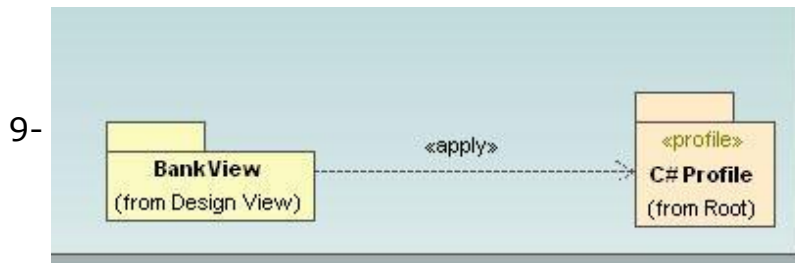 9-
BankView
(from Design View)
«apply»
«profile»
C# Profile
(from Root)